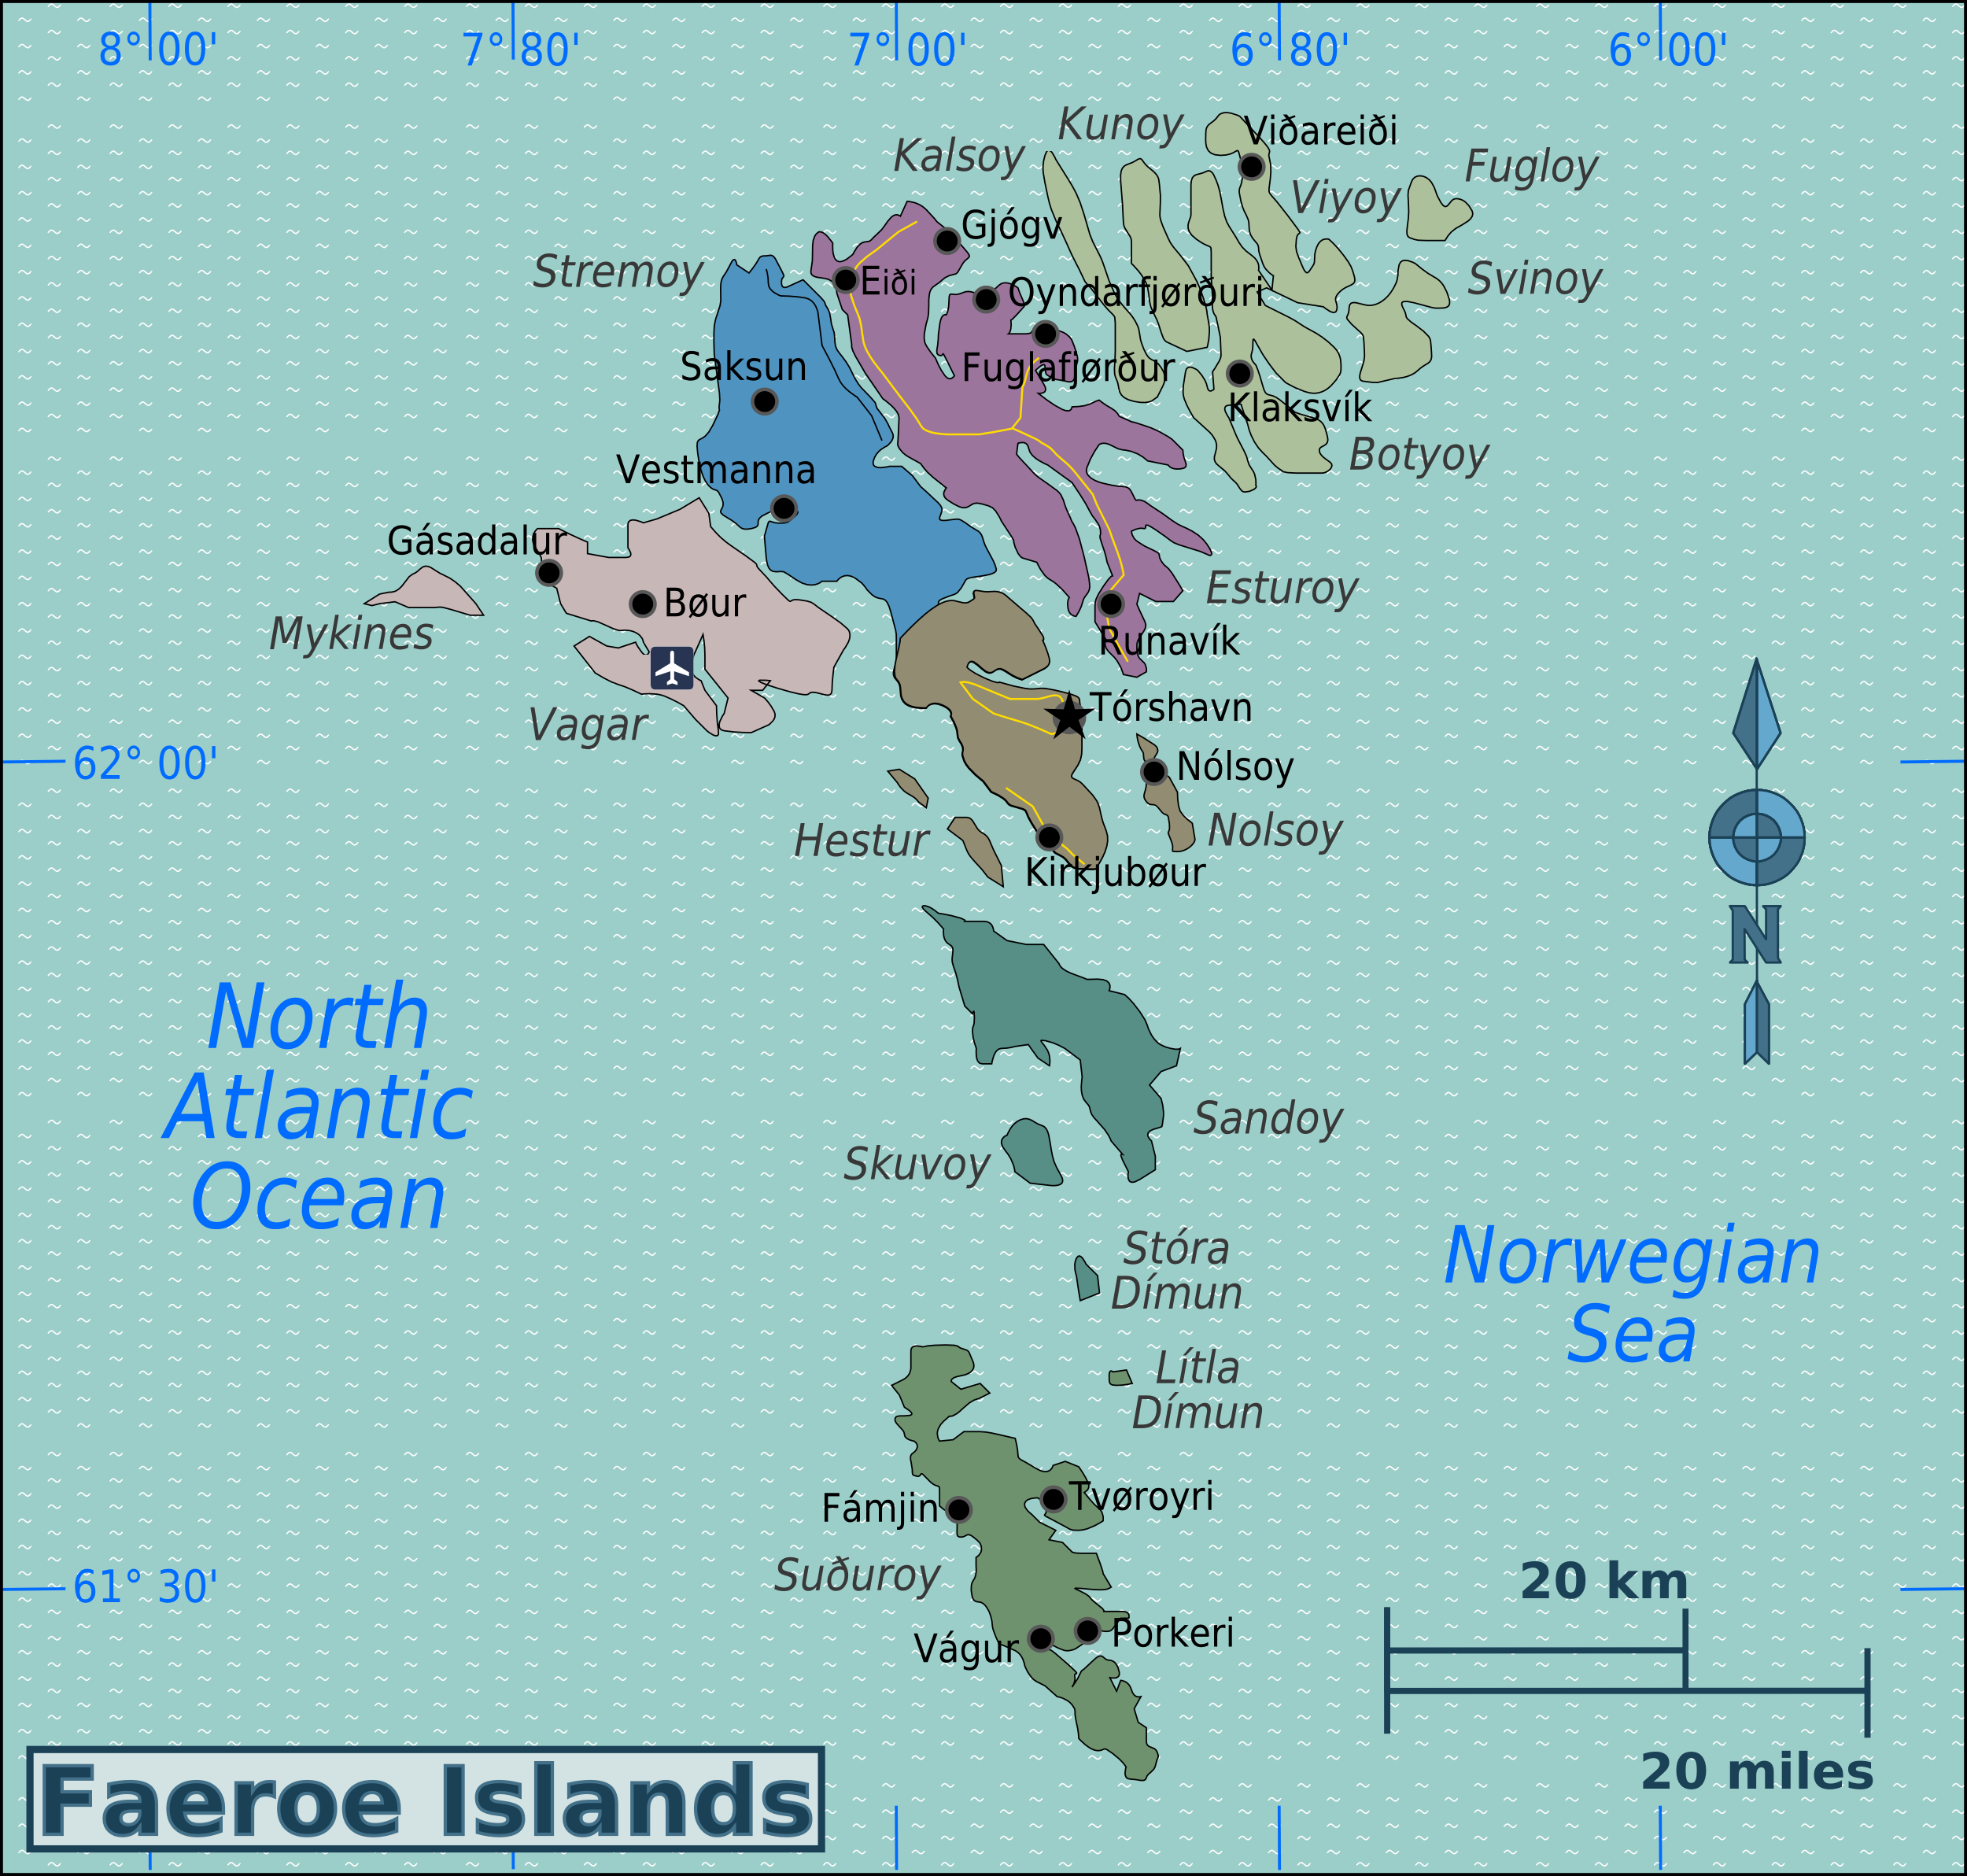 8°00'
7°80'
7°00'
6°80'
6°00'
Kunoy
Viðareiði
Kalsoy
Fugloy
Viyoy
Gjógv
Stremoy
Eiði
Oyndarfjørðuri
Svinoy
Saksun
Fuglafjørður
Klaksvík
Botyoy
Vestmanna
Gásadalur
Esturoy
Bøur
Mykines
Runavík
Vagar
Tórshavn
62° 00'
Nólsoy
Hestur
Nolsoy
Kirkjubøur
N
North
Atlantic
Ocean
Sandoy
Skuvoy
Stóra
Dímun
Norwegian
Sea
Lítla
Dímun
Fámjin
Tvøroyri
Suðuroy
61° 30'
20 km
Porkeri
Vágur
20 miles
Faeroe Islands